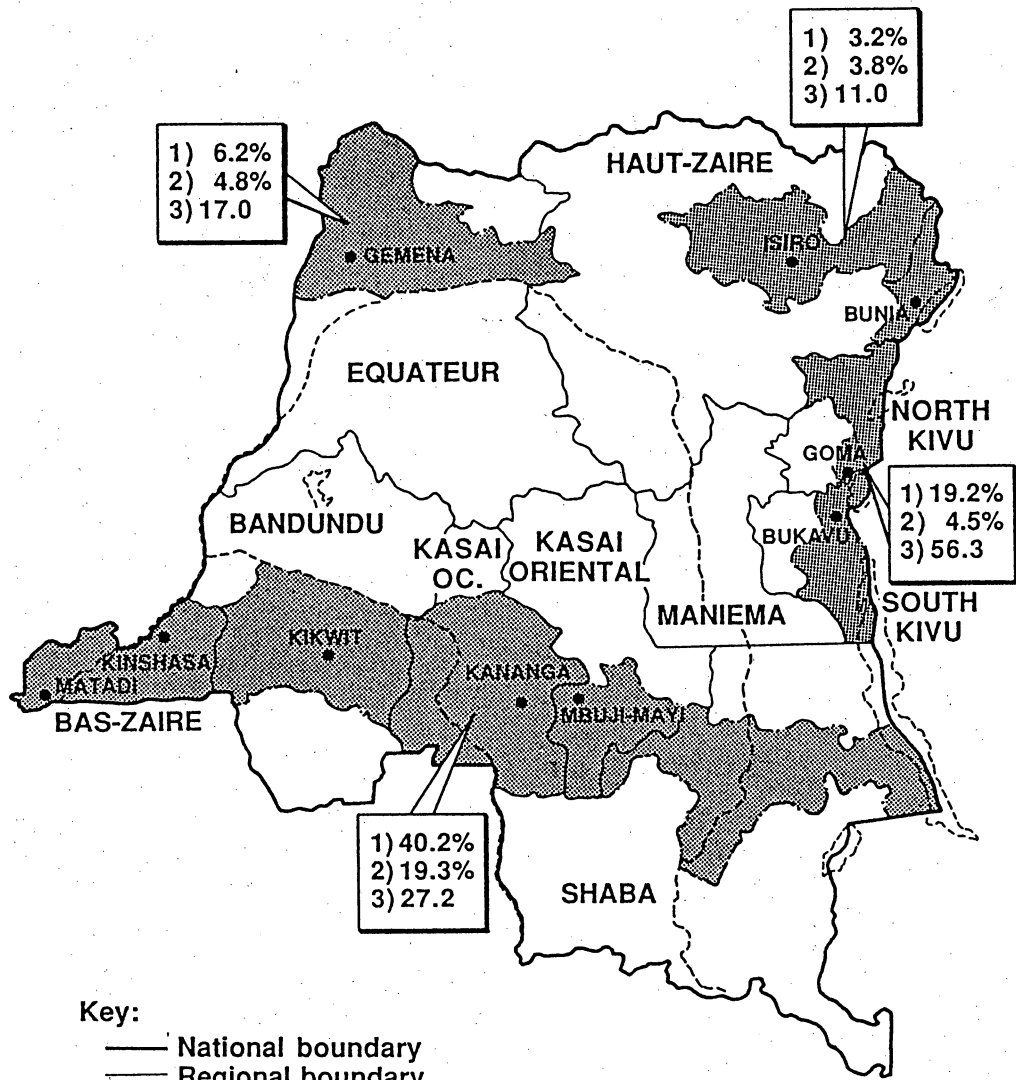 1) 3.2%
2) 3.8%
3) 11.0
1) 6.2%
2) 4.8%
3) 17.0
HAUT-ZAIRE
ISIRO
GEMENA
BUNIA
EQUATEUR
NORTH
KIVU
GOMA
1) 19.2%
2) 4.5%
3) 56.3
BANDUNDU
BUKAVU
KASAI
OC.
KASAI
ORIENTAL
MANIEMA
SOUTH
KIVU
KIKWIT
KINSHASA
KANANGA
MATADI
MBUJI-MAYI
BAS-ZAIRE
1) 40.2%
2) 19.3%
3) 27.2
SHABA
Key:
National boundary
Regional boundary